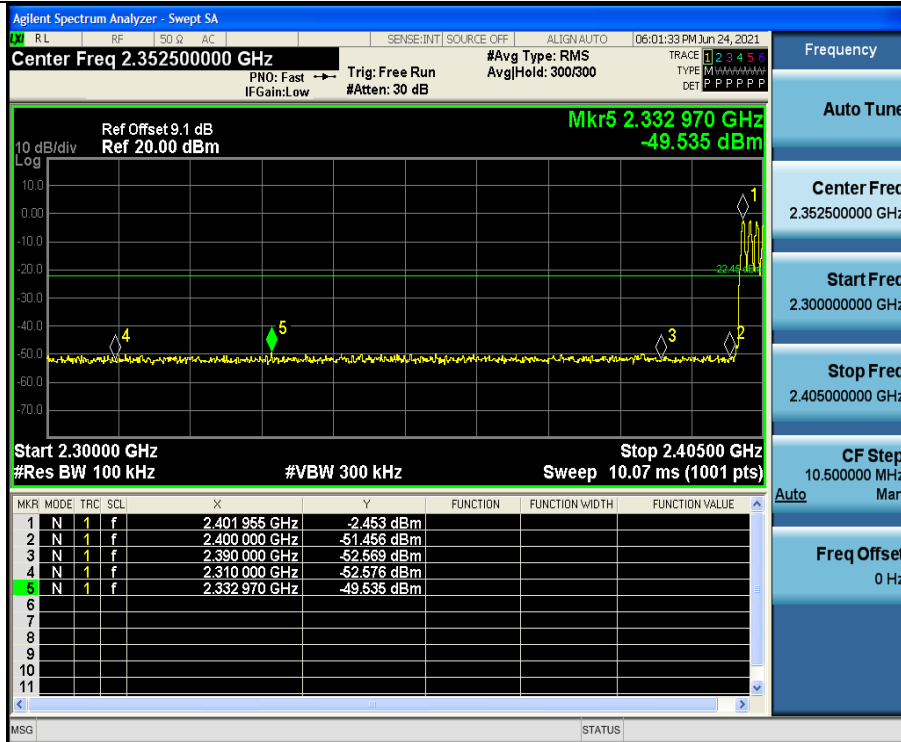 Agilent Spectrum Analyzer - Swept SA
LXI RL RF 50 Ω AC SENSE:INT SOURCE OFF ALIGN AUTO 06:01:33 PM Jun 24, 2021
Center Freq 2.352500000 GHz #Avg Type: RMS TRACE 1 2 3 4 5 6
PNO: Fast Trig: Free Run Avg|Hold: 300/300 TYPE M WWWWW
IFGain:Low #Atten: 30 dB DET P P P P P P
Mkr5 2.332 970 GHz
Ref Offset 9.1 dB
-49.535 dBm
10 dB/div Ref 20.00 dBm
Log
10.0
0.00
-10.0
-20.0
-30.0
-40.0
-50.0
-60.0
-70.0
1
-22.45 dBm
4
5
3
2
Start 2.30000 GHz Stop 2.40500 GHz
#Res BW 100 kHz #VBW 300 kHz Sweep 10.07 ms (1001 pts)
MKR MODE TRC SCL X Y FUNCTION FUNCTION WIDTH FUNCTION VALUE
1 N 1 f 2.401 955 GHz -2.453 dBm
2 N 1 f 2.400 000 GHz -51.456 dBm
3 N 1 f 2.390 000 GHz -52.569 dBm
4 N 1 f 2.310 000 GHz -52.576 dBm
5 N 1 f 2.332 970 GHz -49.535 dBm
6
7
8
9
10
11
MSG STATUS
Frequency
Auto Tune
Center Freq
2.352500000 GHz
Start Freq
2.300000000 GHz
Stop Freq
2.405000000 GHz
CF Step
10.500000 MHz
Auto Man
Freq Offset
0 Hz